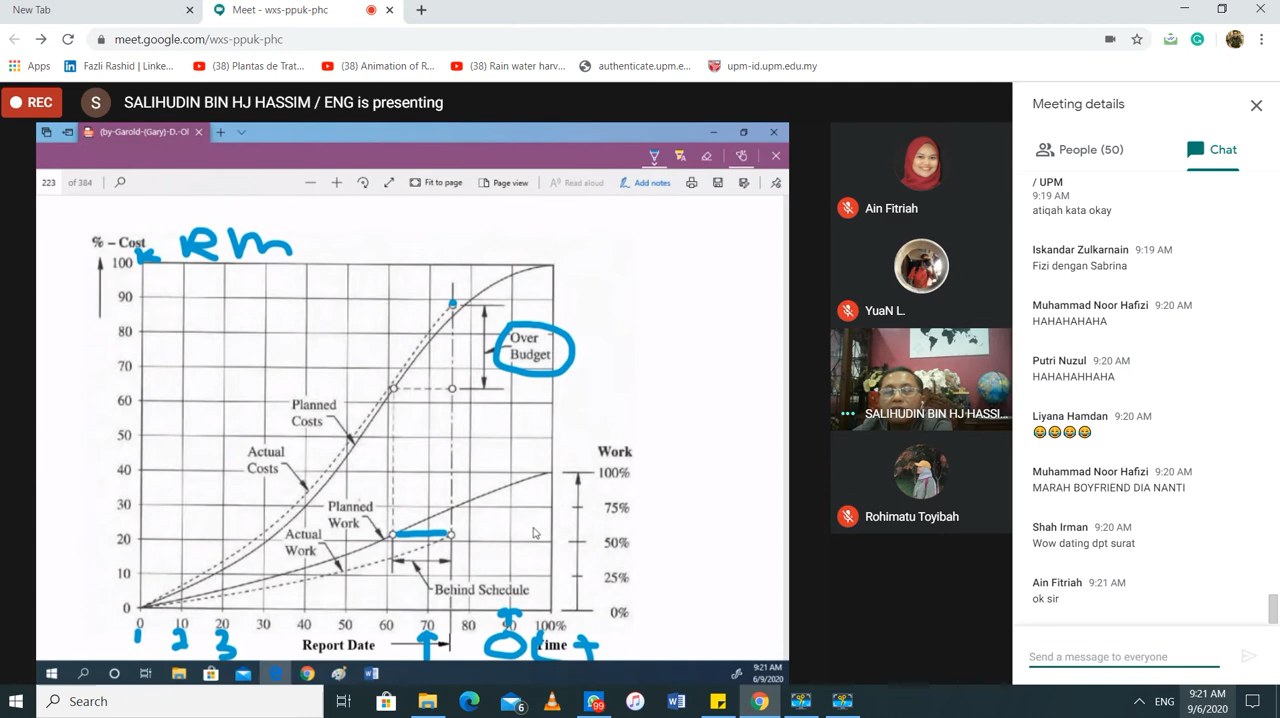 New Tab
Meet - wxs-ppuk-phc
meet.google.com/wxs-ppuk-phc
Apps
Fazli Rashid | Linke...
(38) Plantas de Trat...
(38) Animation of R...
(38) Rain water harv...
authenticate.upm.e...
upm-id.upm.edu.my
REC
S
SALIHUDIN BIN HJ HASSIM / ENG is presenting
(by-Garold-(Gary)-D.-Ol
223 of 384
Fit to page
Page view
Read aloud
Add notes
% – Cost
RM
100
90
80
70
60
50
40
30
20
10
0
Over
Budget
Planned
Costs
Actual
Costs
Planned
Work
Actual
Work
Behind Schedule
Work
100%
75%
50%
25%
0%
0 10 20 30 40 50 60 70 80 90 100%
Report Date
Time
1 2 3
Oct
9:21 AM
6/9/2020
Ain Fitriah
YuaN L.
SALIHUDIN BIN HJ HASSI...
Rohimatu Toyibah
Meeting details
People (50)
Chat
/ UPM
9:19 AM
atiqah kata okay
Iskandar Zulkarnain 9:19 AM
Fizi dengan Sabrina
Muhammad Noor Hafizi 9:20 AM
HAHAHAHAHA
Putri Nuzul 9:20 AM
HAHAHAHHAHA
Liyana Hamdan 9:20 AM
😂😂😂😂
Muhammad Noor Hafizi 9:20 AM
MARAH BOYFRIEND DIA NANTI
Shah Irman 9:20 AM
Wow dating dpt surat
Ain Fitriah 9:21 AM
ok sir
Send a message to everyone
Search
6
99
ENG
9:21 AM
9/6/2020